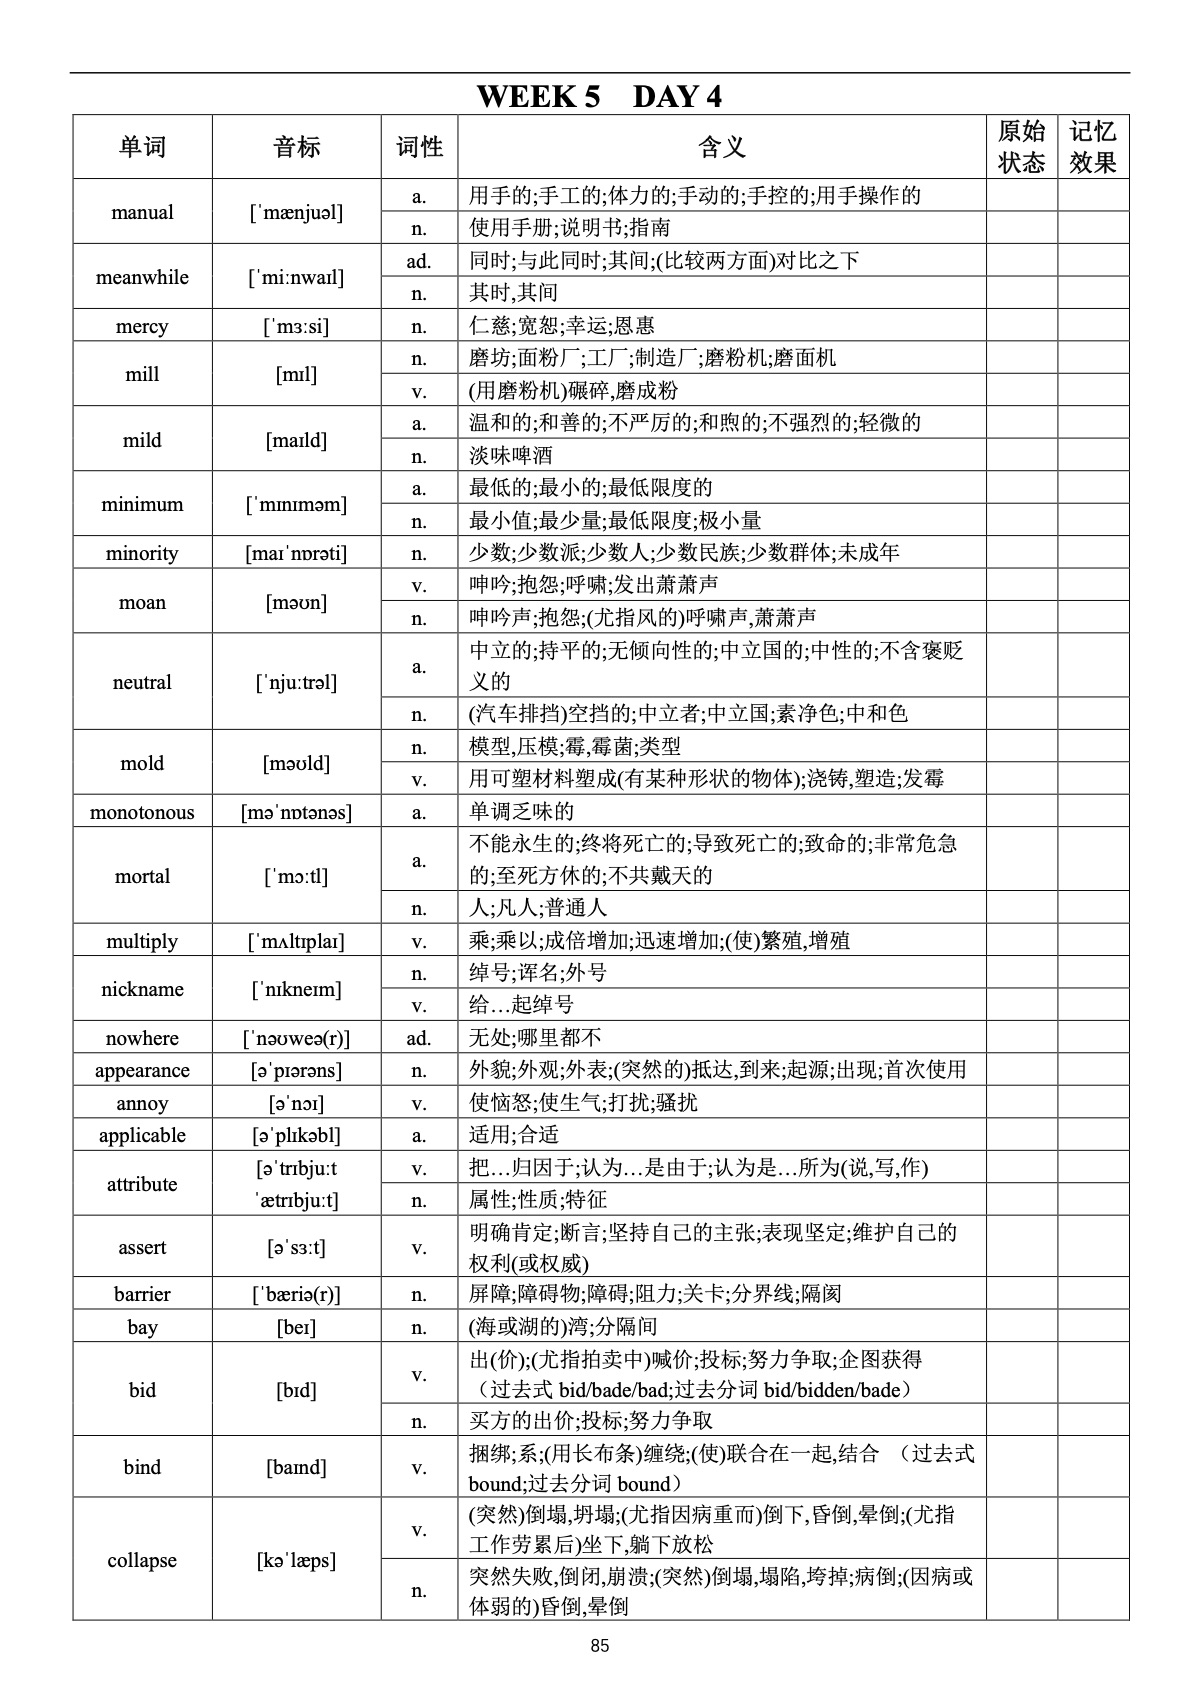 WEEK 5 DAY 4
单词 音标 词性 含义 原始状态 记忆效果
manual [ˈmænjuəl] a. 用手的;手工的;体力的;手动的;手控的;用手操作的
n. 使用手册;说明书;指南
meanwhile [ˈmiːnwaɪl] ad. 同时;与此同时;其间;(比较两方面)对比之下
n. 其时,其间
mercy [ˈmɜːsi] n. 仁慈;宽恕;幸运;恩惠
mill [mɪl] n. 磨坊;面粉厂;工厂;制造厂;磨粉机;磨面机
v. (用磨粉机)碾碎,磨成粉
mild [maɪld] a. 温和的;和善的;不严厉的;和煦的;不强烈的;轻微的
n. 淡味啤酒
minimum [ˈmɪnɪməm] a. 最低的;最小的;最低限度的
n. 最小值;最少量;最低限度;极小量
minority [maɪˈnɒrəti] n. 少数;少数派;少数人;少数民族;少数群体;未成年
moan [məʊn] v. 呻吟;抱怨;呼啸;发出萧萧声
n. 呻吟声;抱怨;(尤指风的)呼啸声,萧萧声
neutral [ˈnjuːtrəl] a. 中立的;持平的;无倾向性的;中立国的;中性的;不含褒贬
义的
n. (汽车排挡)空挡的;中立者;中立国;素净色;中和色
mold [məʊld] n. 模型,压模;霉,霉菌;类型
v. 用可塑材料塑成(有某种形状的物体);浇铸,塑造;发霉
monotonous [məˈnɒtənəs] a. 单调乏味的
mortal [ˈmɔːtl] a. 不能永生的;终将死亡的;导致死亡的;致命的;非常危急
的;至死方休的;不共戴天的
n. 人;凡人;普通人
multiply [ˈmʌltɪplaɪ] v. 乘;乘以;成倍增加;迅速增加;(使)繁殖,增殖
nickname [ˈnɪkneɪm] n. 绰号;诨名;外号
v. 给…起绰号
nowhere [ˈnəʊweə(r)] ad. 无处;哪里都不
appearance [əˈpɪərəns] n. 外貌;外观;外表;(突然的)抵达,到来;起源;出现;首次使用
annoy [əˈnɔɪ] v. 使恼怒;使生气;打扰;骚扰
applicable [əˈplɪkəbl] a. 适用;合适
attribute [əˈtrɪbjuːt v. 把…归因于;认为…是由于;认为是…所为(说,写,作)
ˈætrɪbjuːt] n. 属性;性质;特征
assert [əˈsɜːt] v. 明确肯定;断言;坚持自己的主张;表现坚定;维护自己的
权利(或权威)
barrier [ˈbæriə(r)] n. 屏障;障碍物;障碍;阻力;关卡;分界线;隔阂
bay [beɪ] n. (海或湖的)湾;分隔间
bid [bɪd] v. 出(价);(尤指拍卖中)喊价;投标;努力争取;企图获得
（过去式 bid/bade/bad;过去分词 bid/bidden/bade）
n. 买方的出价;投标;努力争取
bind [baɪnd] v. 捆绑;系;(用长布条)缠绕;(使)联合在一起,结合 （过去式
bound;过去分词 bound）
collapse [kəˈlæps] v. (突然)倒塌,坍塌;(尤指因病重而)倒下,昏倒,晕倒;(尤指
工作劳累后)坐下,躺下放松
n. 突然失败,倒闭,崩溃;(突然)倒塌,塌陷,垮掉;病倒;(因病或
体弱的)昏倒,晕倒
85